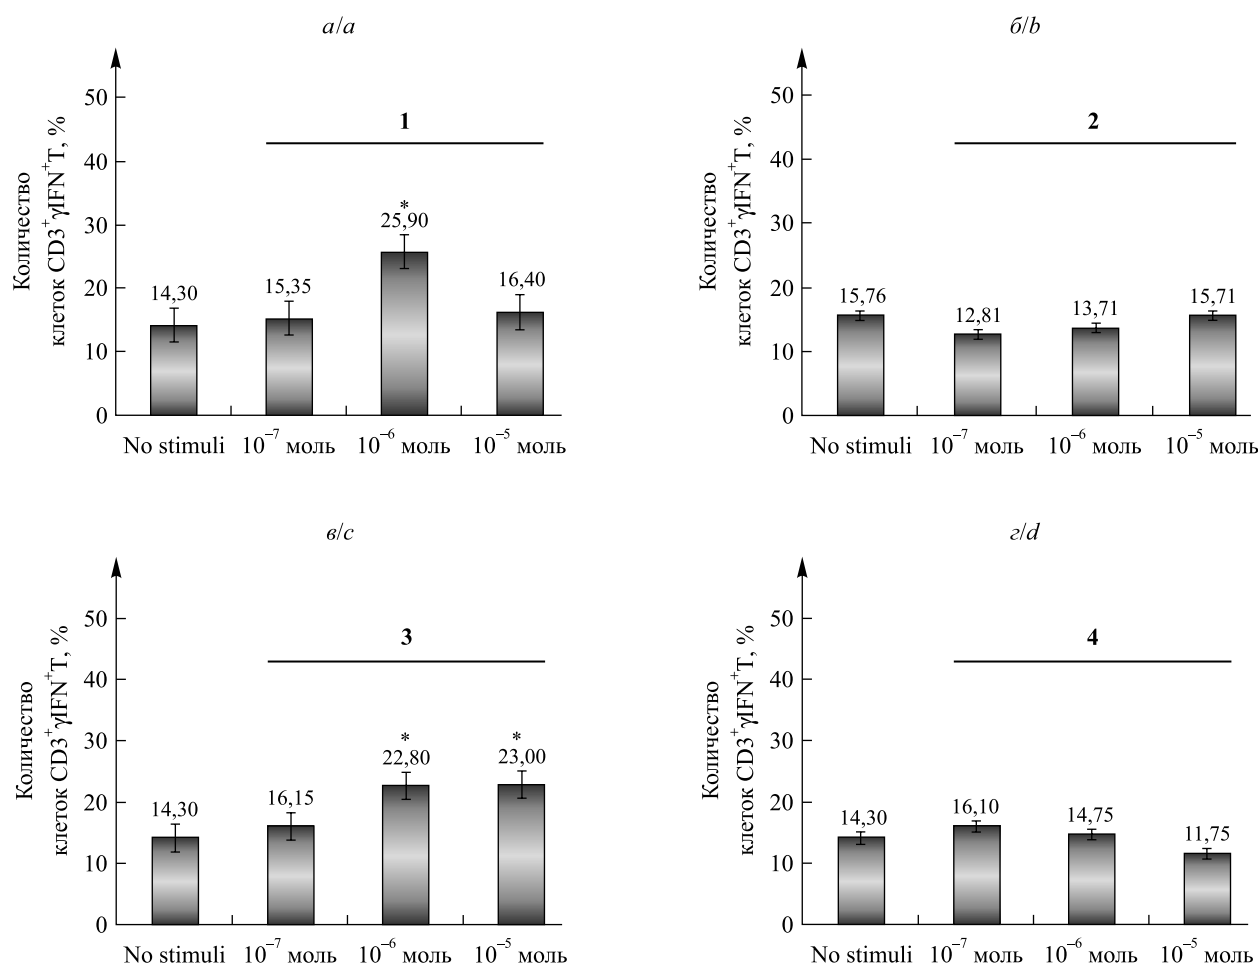 а/a
Количество
клеток CD3⁺γIFN⁺T, %
50
40
30
20
10
0
1
14,30
15,35
*
25,90
16,40
No stimuli 10⁻⁷ моль 10⁻⁶ моль 10⁻⁵ моль
б/b
Количество
клеток CD3⁺γIFN⁺T, %
50
40
30
20
10
0
2
15,76
12,81
13,71
15,71
No stimuli 10⁻⁷ моль 10⁻⁶ моль 10⁻⁵ моль
в/c
Количество
клеток CD3⁺γIFN⁺T, %
50
40
30
20
10
0
3
14,30
16,15
*
22,80
*
23,00
No stimuli 10⁻⁷ моль 10⁻⁶ моль 10⁻⁵ моль
г/d
Количество
клеток CD3⁺γIFN⁺T, %
50
40
30
20
10
0
4
14,30
16,10
14,75
11,75
No stimuli 10⁻⁷ моль 10⁻⁶ моль 10⁻⁵ моль